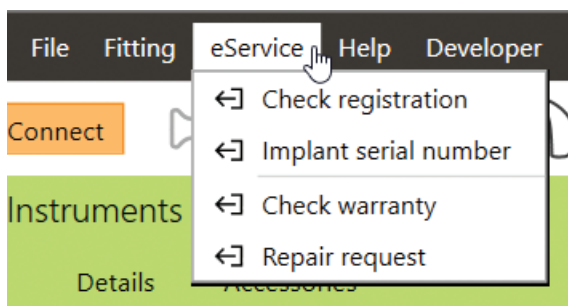 File Fitting eService Help Developer
Connect
Check registration
Implant serial number
Instruments
Check warranty
Repair request
Details